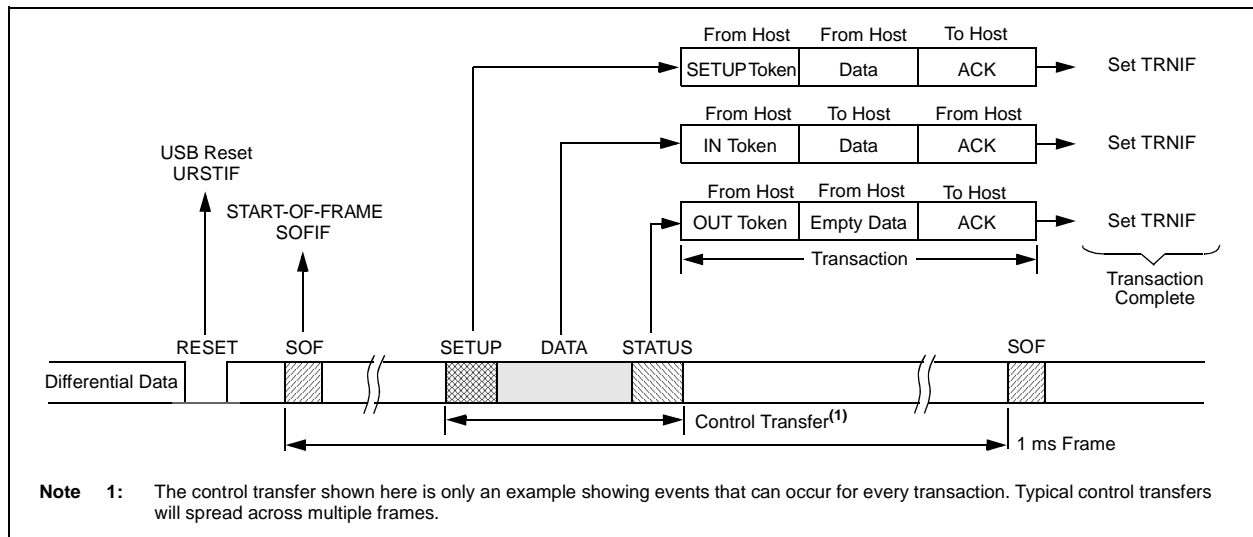 From Host From Host To Host
SETUP Token Data ACK Set TRNIF
From Host To Host From Host
IN Token Data ACK Set TRNIF
USB Reset
URSTIF
From Host From Host To Host
START-OF-FRAME
SOFIF
OUT Token Empty Data ACK Set TRNIF
Transaction
Transaction
Complete
RESET SOF SETUP DATA STATUS SOF
Differential Data
Control Transfer(1)
1 ms Frame
Note 1: The control transfer shown here is only an example showing events that can occur for every transaction. Typical control transfers
will spread across multiple frames.